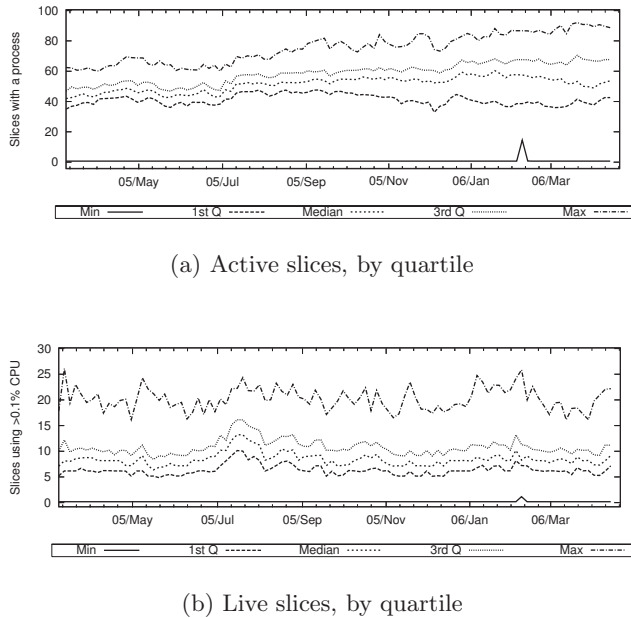 100
80
60
40
20
0
Slices with a process
05/May 05/Jul 05/Sep 05/Nov 06/Jan 06/Mar
Min 1st Q Median 3rd Q Max
(a) Active slices, by quartile
30
25
20
15
10
5
0
Slices using >0.1% CPU
05/May 05/Jul 05/Sep 05/Nov 06/Jan 06/Mar
Min 1st Q Median 3rd Q Max
(b) Live slices, by quartile